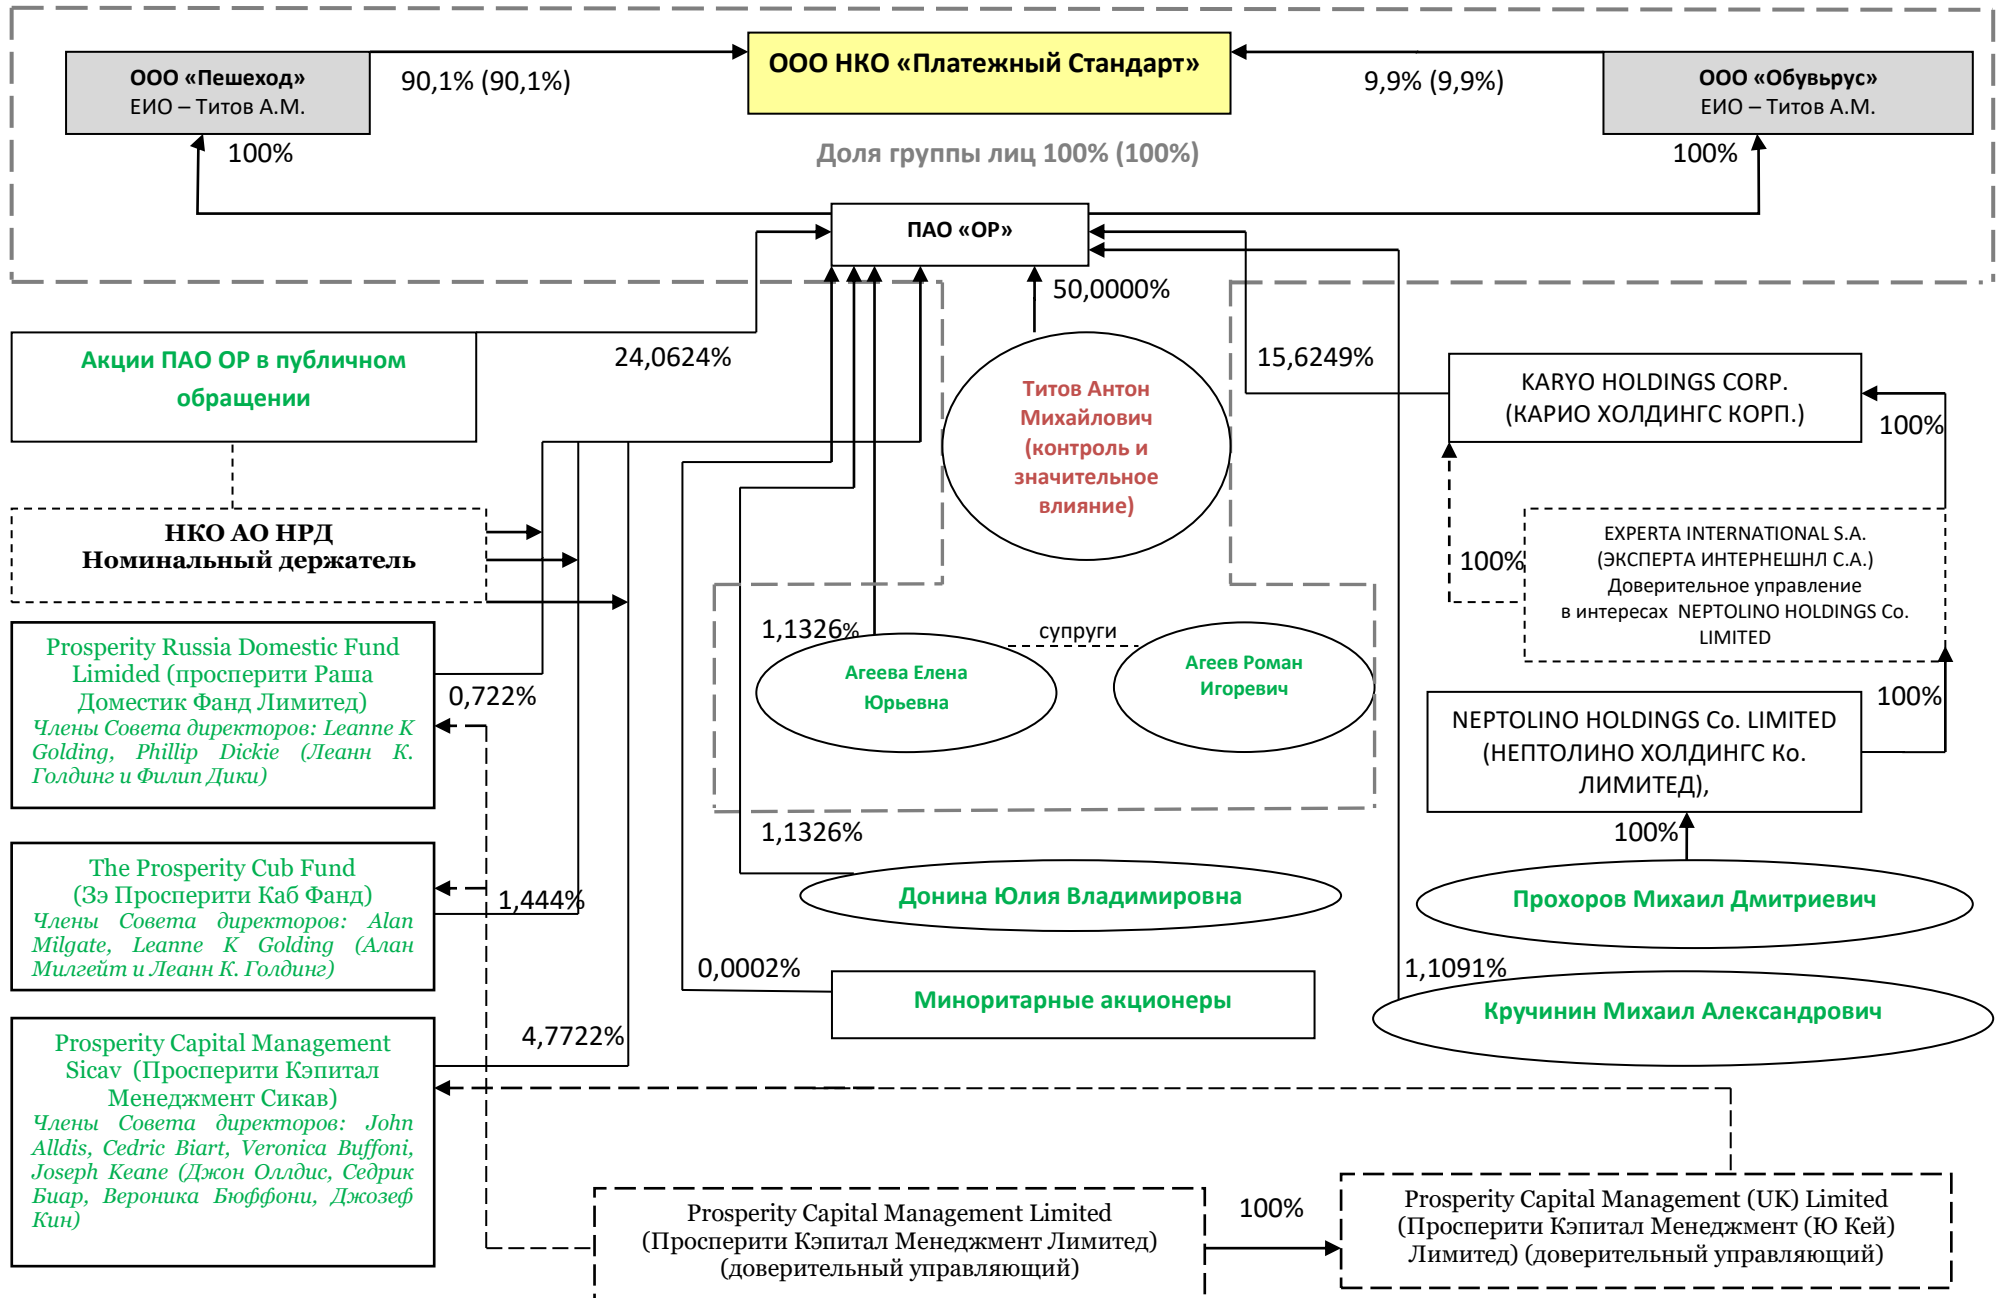 ООО «Пешеход»
ЕИО – Титов А.М.
90,1% (90,1%)
ООО НКО «Платежный Стандарт»
9,9% (9,9%)
ООО «Обувьрус»
ЕИО – Титов А.М.
100%
Доля группы лиц 100% (100%)
100%
ПАО «ОР»
50,0000%
Акции ПАО ОР в публичном
обращении
24,0624%
Титов Антон
Михайлович
(контроль и
значительное
влияние)
15,6249%
KARYO HOLDINGS CORP.
(КАРИО ХОЛДИНГС КОРП.)
100%
НКО АО НРД
Номинальный держатель
100%
EXPERTA INTERNATIONAL S.A.
(ЭКСПЕРТА ИНТЕРНЕШНЛ С.А.)
Доверительное управление
в интересах NEPTOLINO HOLDINGS Co.
LIMITED
Prosperity Russia Domestic Fund
Limided (просперити Раша
Доместик Фанд Лимитед)
Члены Совета директоров: Leanne K
Golding, Phillip Dickie (Леанн К.
Голдинг и Филип Дики)
0,722%
1,1326%
супруги
Агеева Елена
Юрьевна
Агеев Роман
Игоревич
100%
NEPTOLINO HOLDINGS Co. LIMITED
(НЕПТОЛИНО ХОЛДИНГС Ко.
ЛИМИТЕД),
100%
The Prosperity Cub Fund
(Зэ Просперити Каб Фанд)
Члены Совета директоров: Alan
Milgate, Leanne K Golding (Алан
Милгейт и Леанн К. Голдинг)
1,444%
1,1326%
Донина Юлия Владимировна
Прохоров Михаил Дмитриевич
0,0002%
Миноритарные акционеры
1,1091%
Кручинин Михаил Александрович
Prosperity Capital Management
Sicav (Просперити Кэпитал
Менеджмент Сикав)
Члены Совета директоров: John
Alldis, Cedric Biart, Veronica Buffoni,
Joseph Keane (Джон Оллдис, Седрик
Биар, Вероника Бюффони, Джозеф
Кин)
4,7722%
Prosperity Capital Management Limited
(Просперити Кэпитал Менеджмент Лимитед)
(доверительный управляющий)
100%
Prosperity Capital Management (UK) Limited
(Просперити Кэпитал Менеджмент (Ю Кей)
Лимитед) (доверительный управляющий)